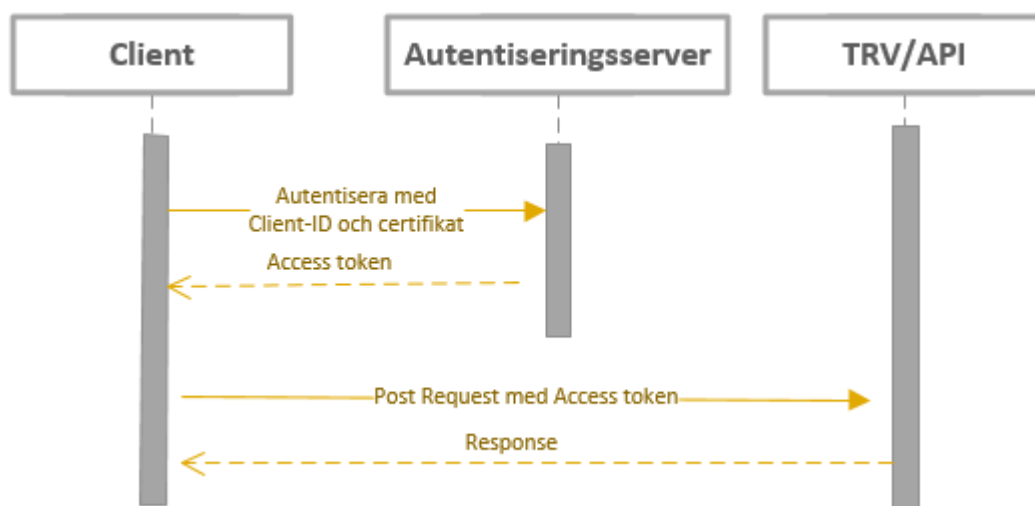 Client
Autentiseringsserver
TRV/API
Autentisera med
Client-ID och certifikat
Access token
Post Request med Access token
Response